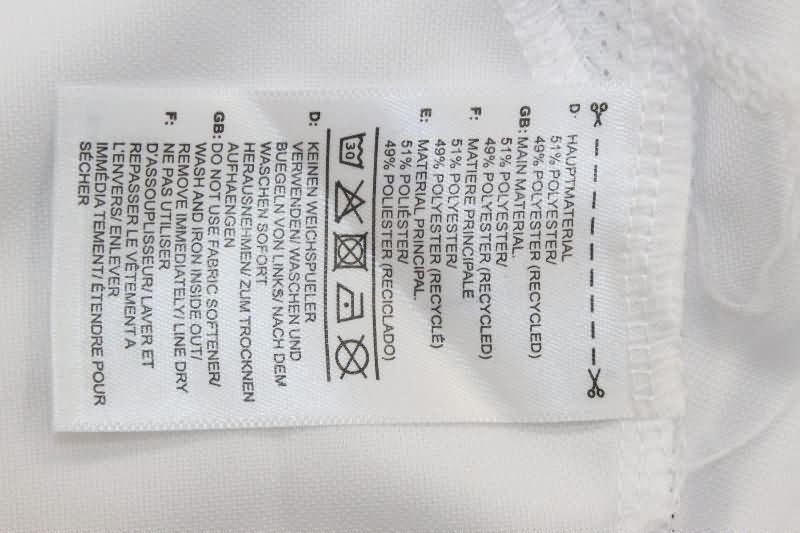 D: HAUPTMATERIAL
51% POLYESTER/
49% POLYESTER (RECYCLED)
GB: MAIN MATERIAL.
51% POLYESTER/
49% POLYESTER (RECYCLED)
F: MATIERE PRINCIPALE
51% POLYESTER/
49% POLYESTER (RECYCLÉ)
E: MATERIAL PRINCIPAL.
51% POLIÉSTER/
49% POLIESTER (RECICLADO)
30
D: KEINEN WEICHSPUELER
VERWENDEN/ WASCHEN UND
BUEGELN VON LINKS/ NACH DEM
WASCHEN SOFORT
HERAUSNEHMEN/ ZUM TROCKNEN
AUFHAENGEN
GB: DO NOT USE FABRIC SOFTENER/
WASH AND IRON INSIDE OUT/
REMOVE IMMEDIATELY/ LINE DRY
F: NE PAS UTILISER
D'ASSOUPLISSEUR/ LAVER ET
REPASSER LE VÊTEMENT A
L'ENVERS/ ENLEVER
IMMÉDIA TEMENT/ ÉTENDRE POUR
SÉCHER